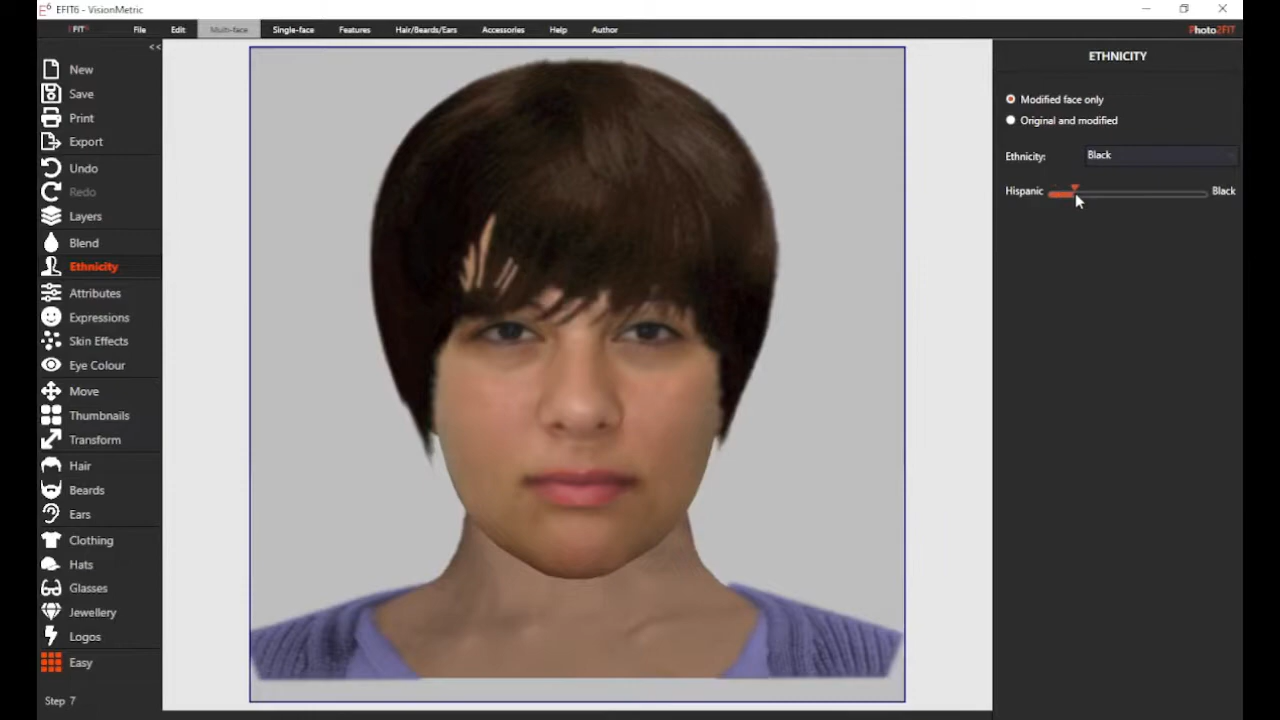 E6 EFIT6 - VisionMetric
EFIT6 File Edit Multi-face Single-face Features Hair/Beards/Ears Accessories Help Author Photo2FIT
<<
New
Save
Print
Export
Undo
Redo
Layers
Blend
Ethnicity
Attributes
Expressions
Skin Effects
Eye Colour
Move
Thumbnails
Transform
Hair
Beards
Ears
Clothing
Hats
Glasses
Jewellery
Logos
Easy
Step 7
ETHNICITY
Modified face only
Original and modified
Ethnicity: Black
Hispanic Black